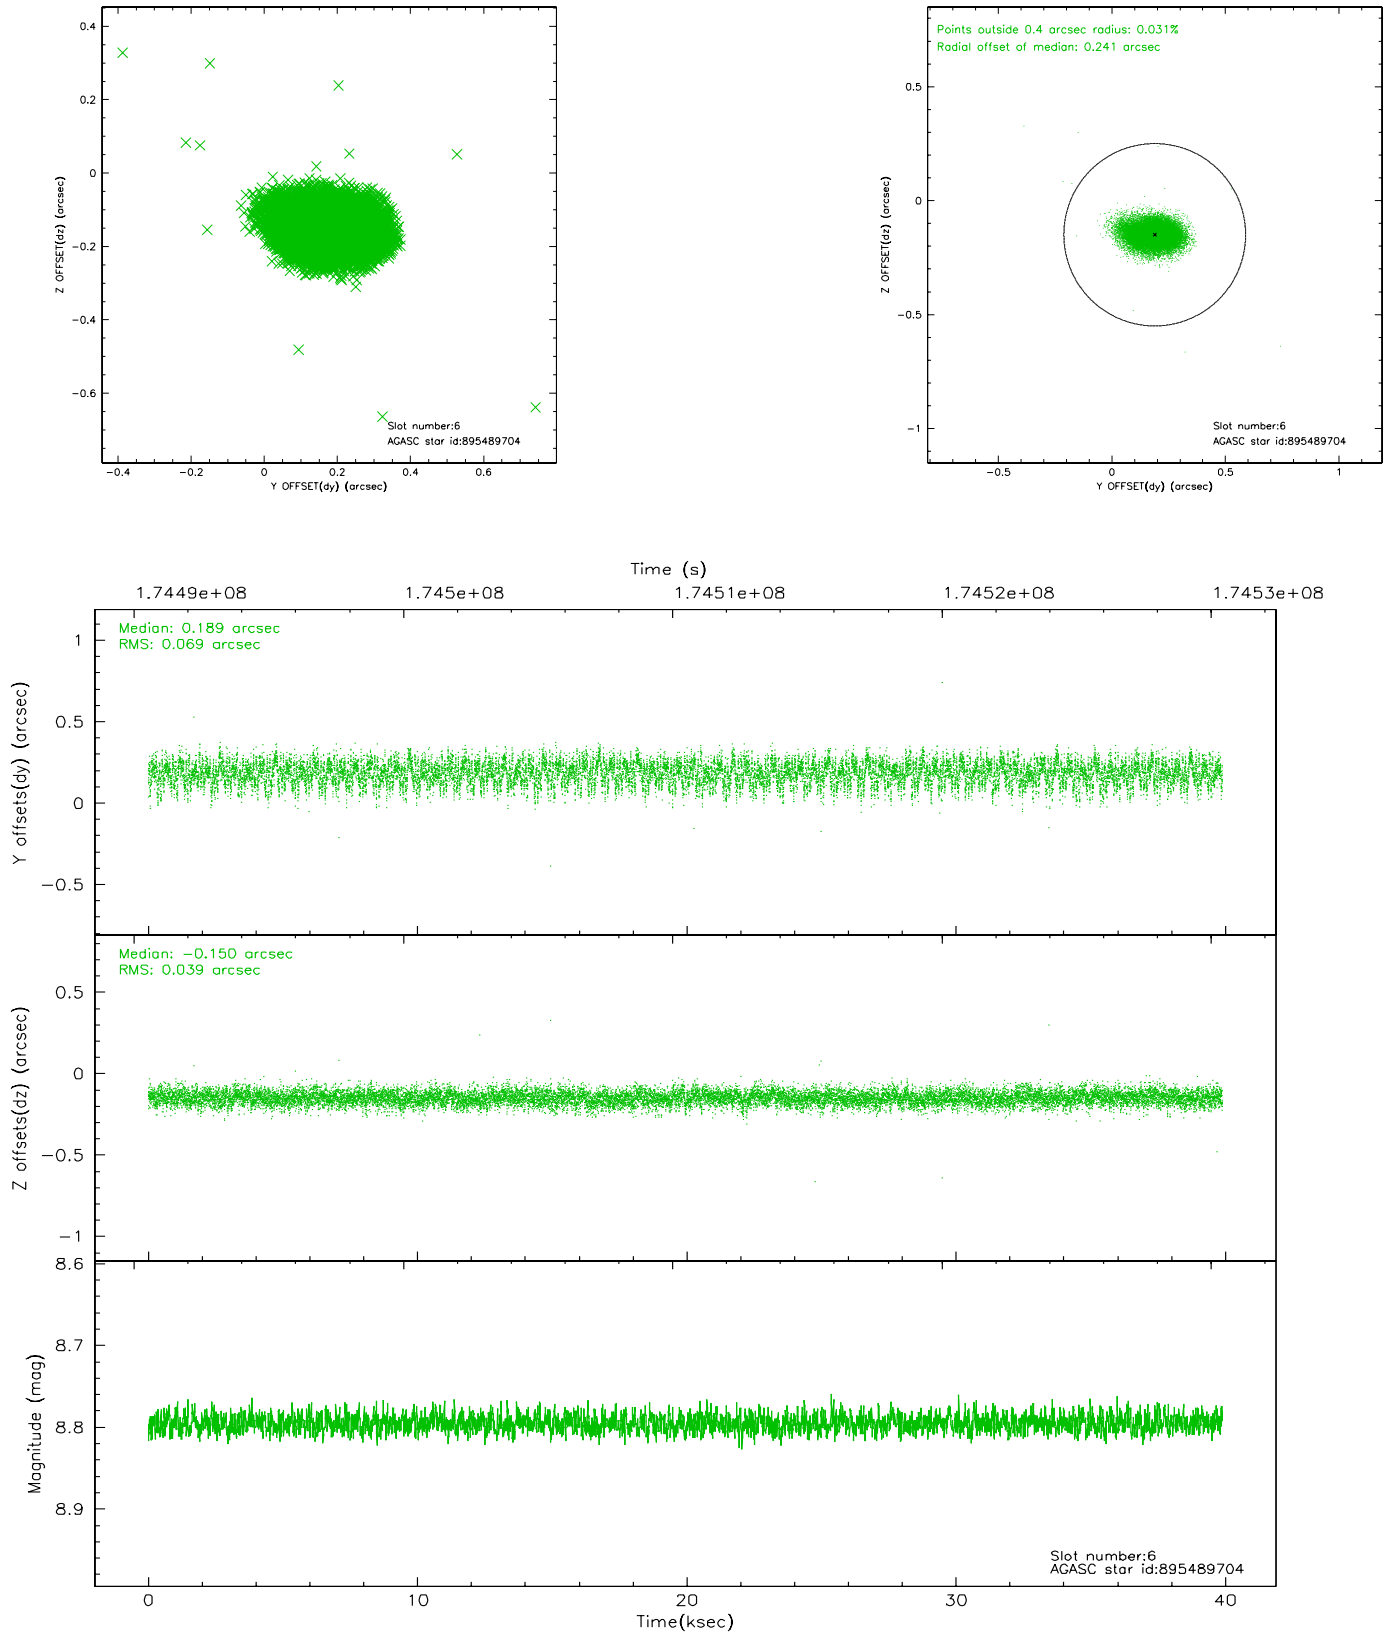 0.4
0.2
0
−0.2
−0.4
−0.6
Z OFFSET(dz) (arcsec)
−0.4 −0.2 0 0.2 0.4 0.6
Y OFFSET(dy) (arcsec)
Slot number:6
AGASC star id:895489704
Points outside 0.4 arcsec radius: 0.031%
Radial offset of median: 0.241 arcsec
0.5
0
−0.5
−1
Z OFFSET(dz) (arcsec)
−0.5 0 0.5 1
Y OFFSET(dy) (arcsec)
Slot number:6
AGASC star id:895489704
Time (s)
1.7449e+08 1.745e+08 1.7451e+08 1.7452e+08 1.7453e+08
Median: 0.189 arcsec
RMS: 0.069 arcsec
1
0.5
0
−0.5
Y offsets(dy) (arcsec)
Median: −0.150 arcsec
RMS: 0.039 arcsec
0.5
0
−0.5
−1
Z offsets(dz) (arcsec)
8.6
8.7
8.8
8.9
Magnitude (mag)
Slot number:6
AGASC star id:895489704
0 10 20 30 40
Time(ksec)